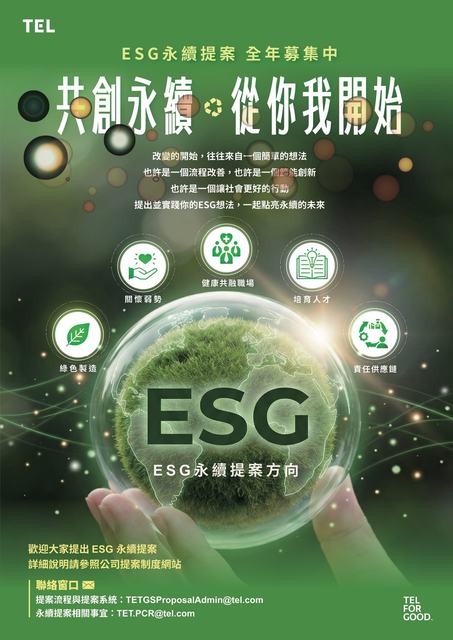 TEL
ESG永續提案 全年募集中
共創永續 從你我開始
改變的開始，往往來自一個簡單的想法
也許是一個流程改善，也許是一個節能創新
也許是一個讓社會更好的行動
提出並實踐你的ESG想法，一起點亮永續的未來
健康共融職場
關懷弱勢
培育人才
綠色製造
責任供應鏈
ESG
ESG永續提案方向
歡迎大家提出 ESG 永續提案
詳細說明請參照公司提案制度網站
聯絡窗口
提案流程與提案系統：TETGSProposalAdmin@tel.com
永續提案相關事宜：TET.PCR@tel.com
TEL
FOR
GOOD.